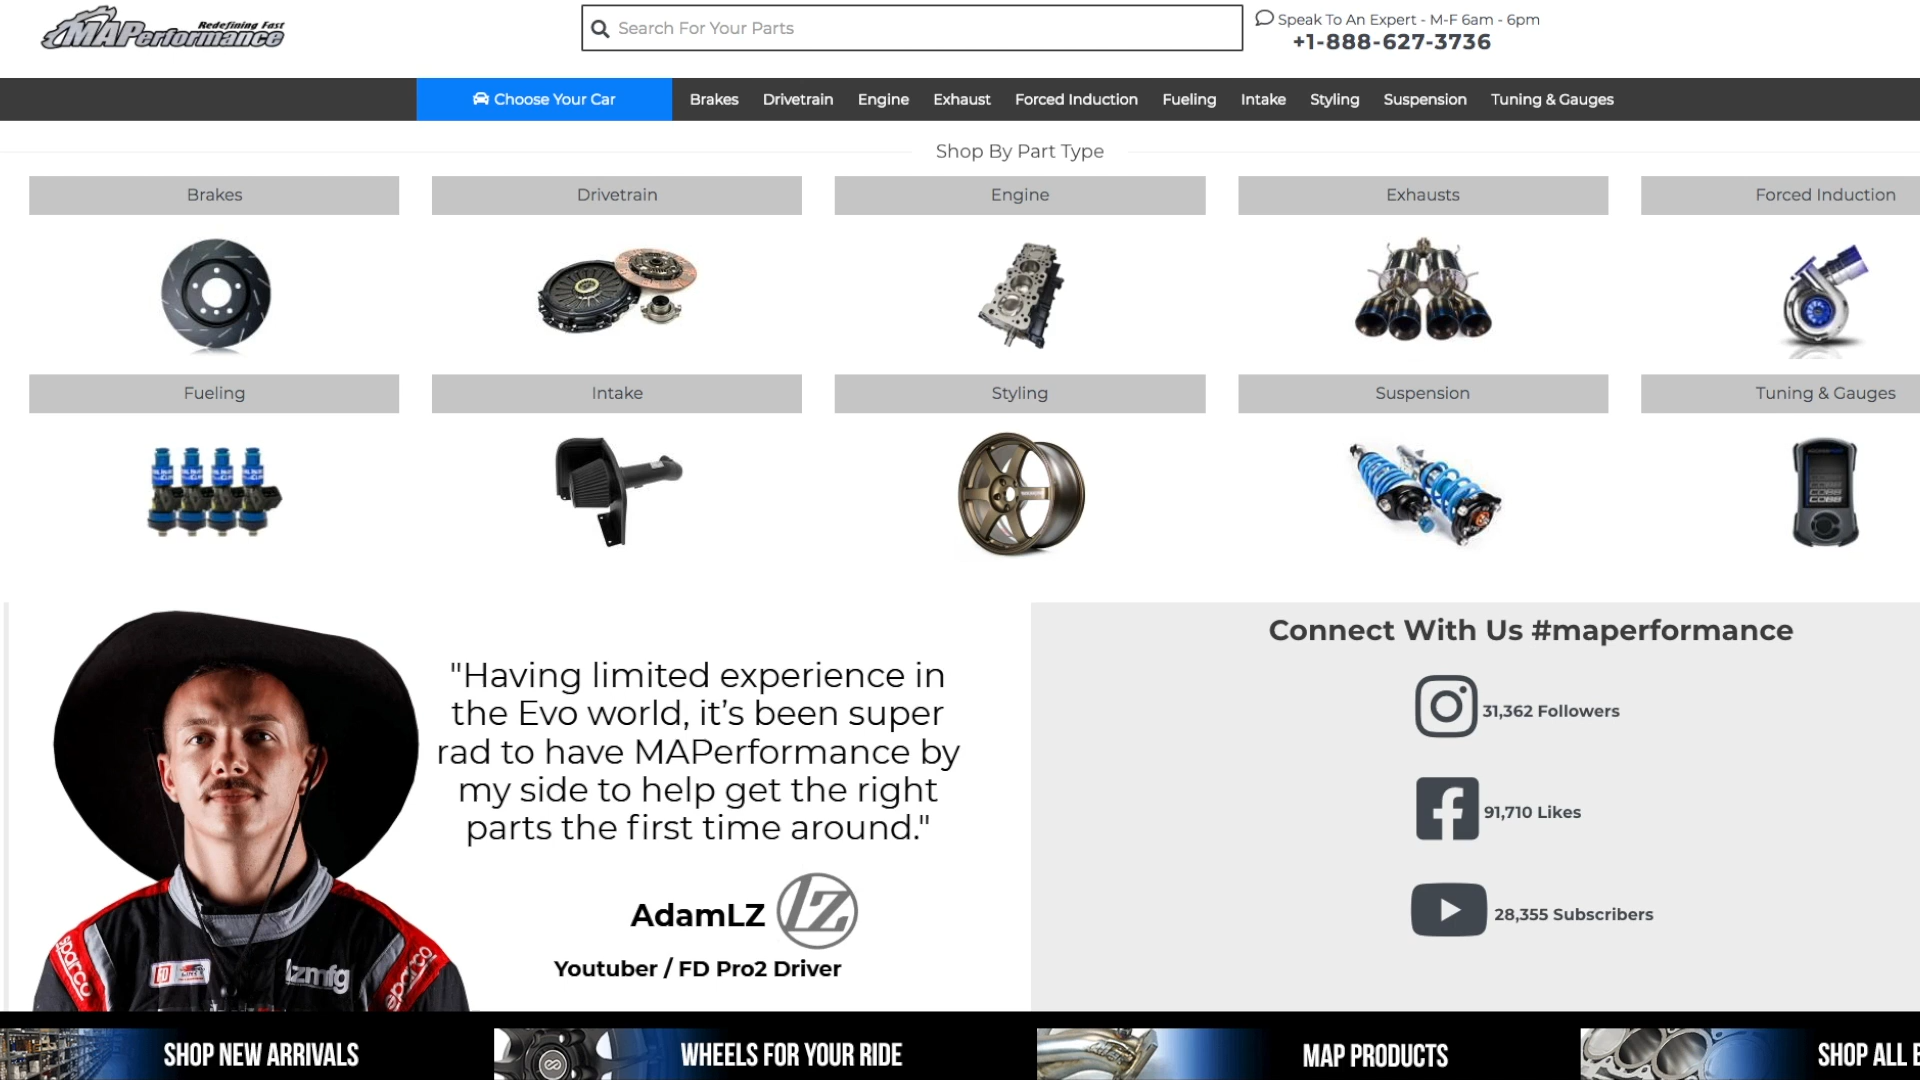 Redefining Fast
MAPerformance
Search For Your Parts
Speak To An Expert - M-F 6am - 6pm
+1-888-627-3736
Choose Your Car
Brakes
Drivetrain
Engine
Exhaust
Forced Induction
Fueling
Intake
Styling
Suspension
Tuning & Gauges
Shop By Part Type
Brakes
Drivetrain
Engine
Exhausts
Forced Induction
Fueling
Intake
Styling
Suspension
Tuning & Gauges
"Having limited experience in
the Evo world, it's been super
rad to have MAPerformance by
my side to help get the right
parts the first time around."
AdamLZ
LZ
Youtuber / FD Pro2 Driver
sparco
FD
lzmfg
sparco
Connect With Us #maperformance
31,362 Followers
91,710 Likes
28,355 Subscribers
SHOP NEW ARRIVALS
WHEELS FOR YOUR RIDE
MAP PRODUCTS
SHOP ALL